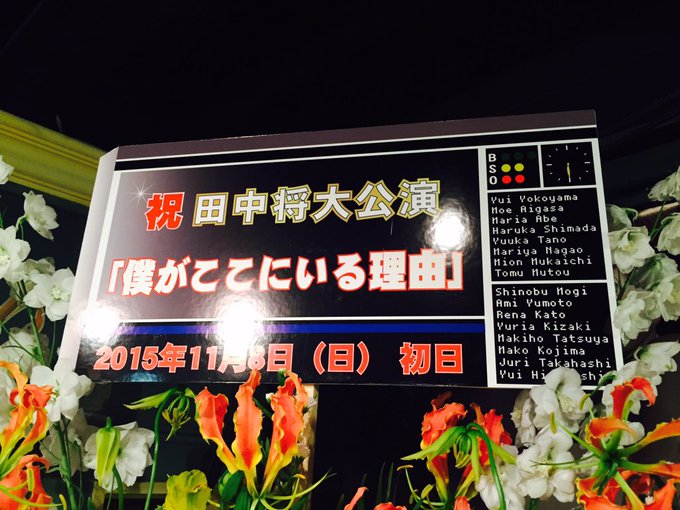 祝 田中将大公演
「僕がここにいる理由」
2015年11月8日（日） 初日
B
S
O
Yui Yokoyama
Moe Aigasa
Maria Abe
Haruka Shimada
Yuuka Tano
Mariya Nagao
Mion Mukaichi
Tomu Mutou
Shinobu Mogi
Ami Yumoto
Rena Kato
Yuria Kizaki
Makiho Tatsuya
Mako Kojima
Juri Takahashi
Yui